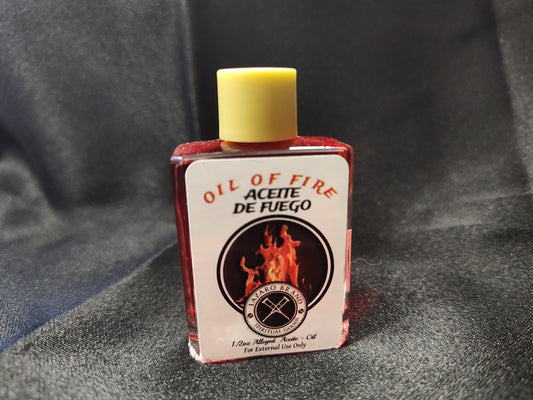 OIL OF FIRE
ACEITE
DE FUEGO
LAZARO BRAND
SPIRITUAL GOODS
1/2oz Alleged Aceite - Oil
For External Use Only